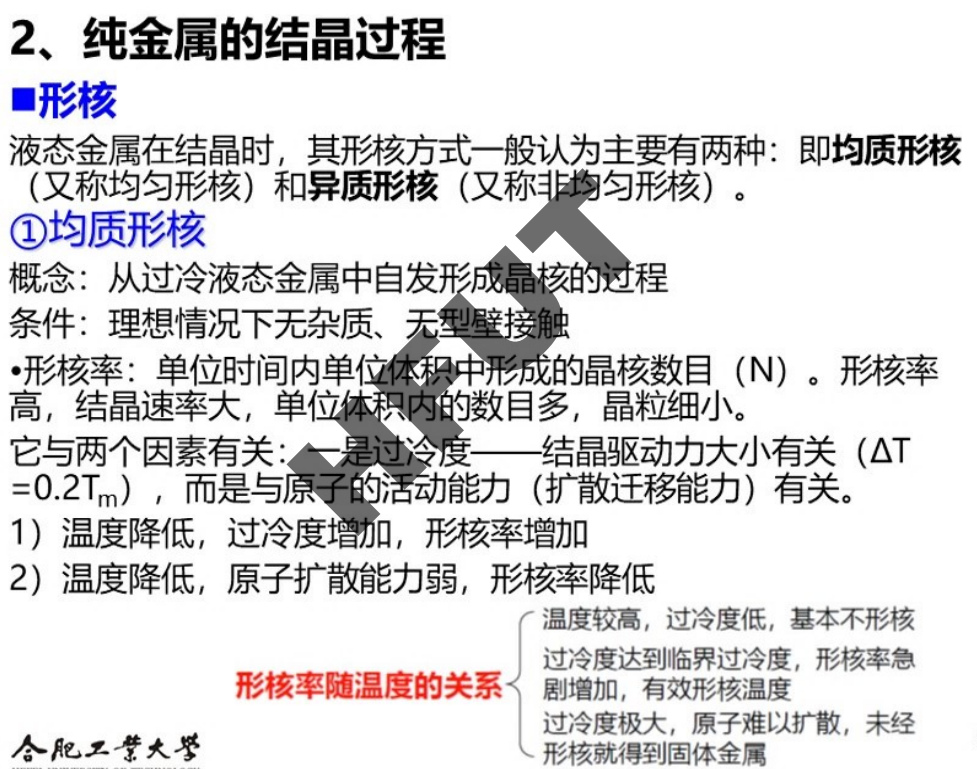 2、纯金属的结晶过程
■形核
液态金属在结晶时，其形核方式一般认为主要有两种：即均质形核
（又称均匀形核）和异质形核（又称非均匀形核）。
①均质形核
概念：从过冷液态金属中自发形成晶核的过程
条件：理想情况下无杂质、无型壁接触
•形核率：单位时间内单位体积中形成的晶核数目（N）。形核率
高，结晶速率大，单位体积内的数目多，晶粒细小。
它与两个因素有关：一是过冷度——结晶驱动力大小有关（ΔT
=0.2Tm），而是与原子的活动能力（扩散迁移能力）有关。
1）温度降低，过冷度增加，形核率增加
2）温度降低，原子扩散能力弱，形核率降低
形核率随温度的关系
温度较高，过冷度低，基本不形核
过冷度达到临界过冷度，形核率急
剧增加，有效形核温度
过冷度极大，原子难以扩散，未经
形核就得到固体金属
合肥工業大學
HFUT